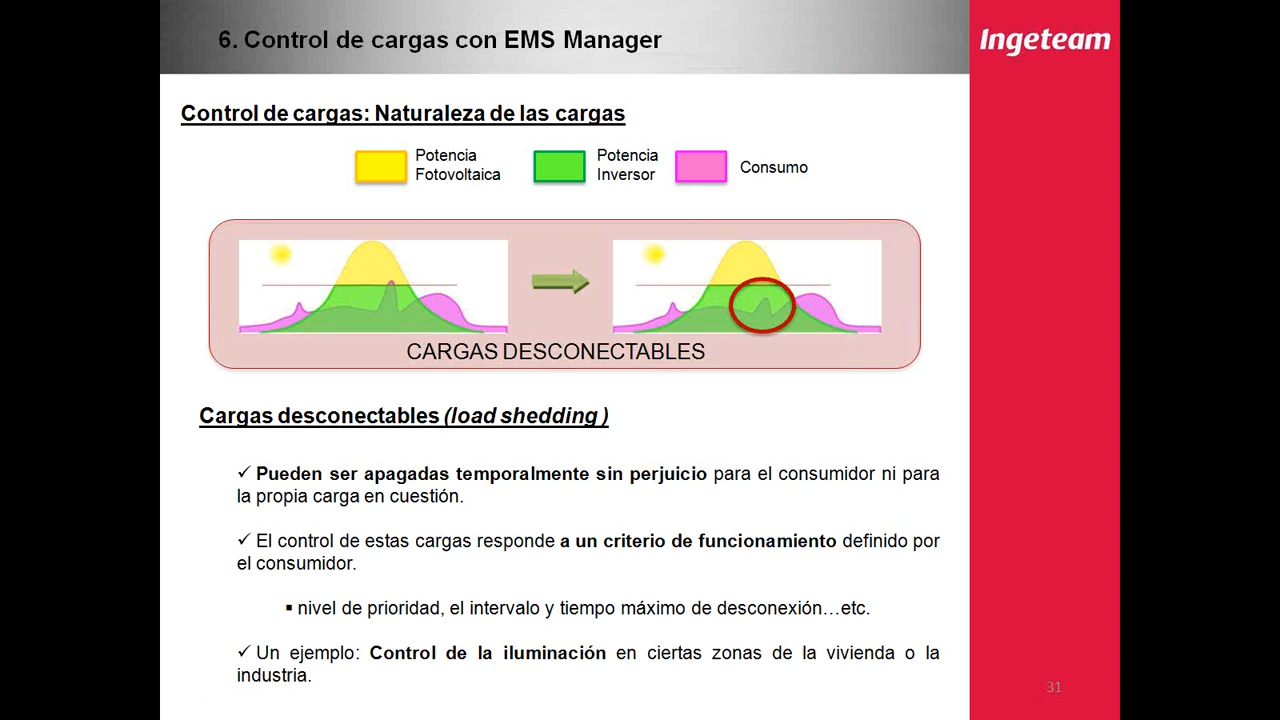 6. Control de cargas con EMS Manager
Ingeteam
Control de cargas: Naturaleza de las cargas
Potencia
Fotovoltaica
Potencia
Inversor
Consumo
CARGAS DESCONECTABLES
Cargas desconectables (load shedding )
✓ Pueden ser apagadas temporalmente sin perjuicio para el consumidor ni para
la propia carga en cuestión.
✓ El control de estas cargas responde a un criterio de funcionamiento definido por
el consumidor.
▪ nivel de prioridad, el intervalo y tiempo máximo de desconexión…etc.
✓ Un ejemplo: Control de la iluminación en ciertas zonas de la vivienda o la
industria.
31